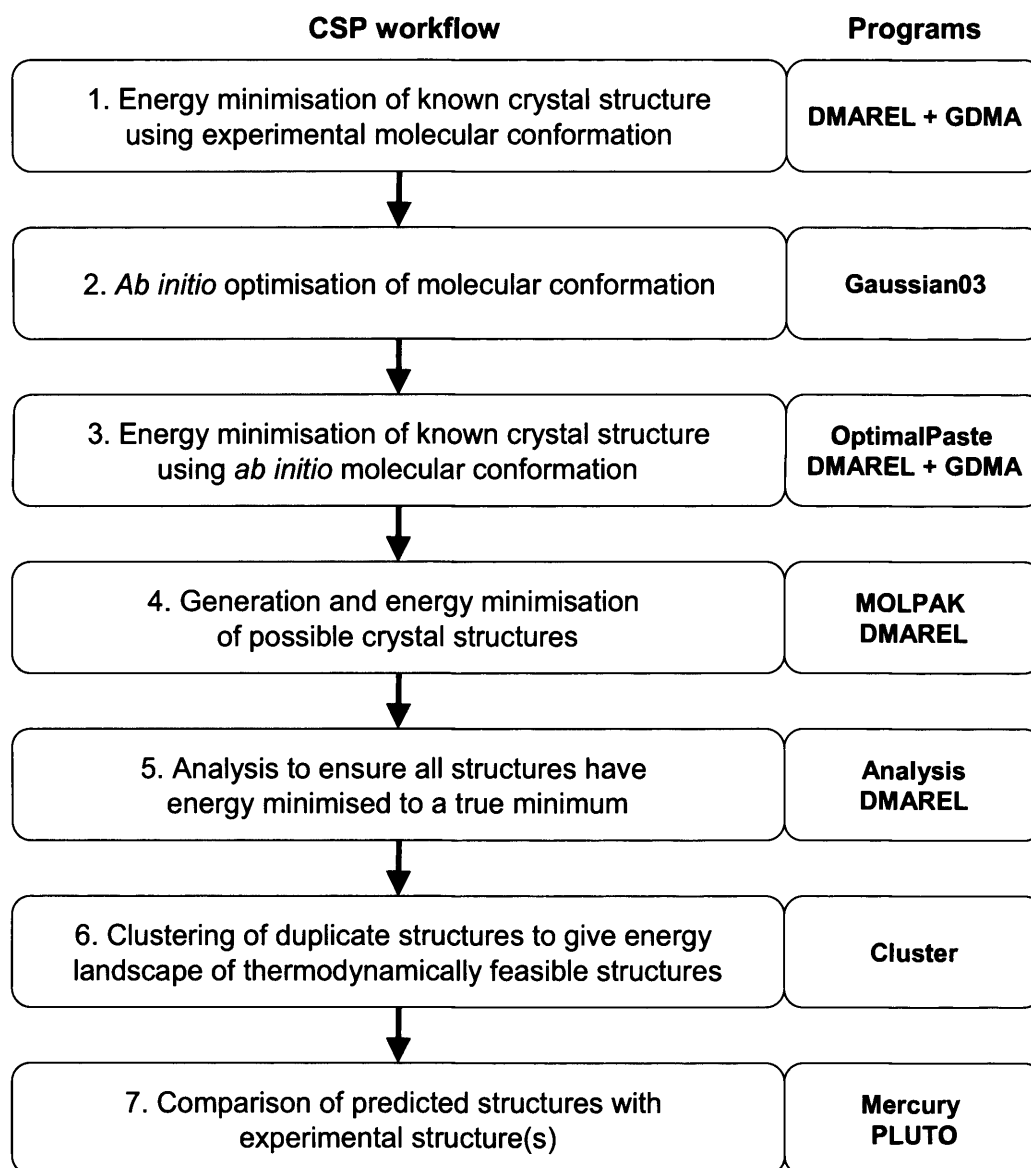 CSP workflow
Programs
1. Energy minimisation of known crystal structure
using experimental molecular conformation
DMAREL + GDMA
2. Ab initio optimisation of molecular conformation
Gaussian03
3. Energy minimisation of known crystal structure
using ab initio molecular conformation
OptimalPaste
DMAREL + GDMA
4. Generation and energy minimisation
of possible crystal structures
MOLPAK
DMAREL
5. Analysis to ensure all structures have
energy minimised to a true minimum
Analysis
DMAREL
6. Clustering of duplicate structures to give energy
landscape of thermodynamically feasible structures
Cluster
7. Comparison of predicted structures with
experimental structure(s)
Mercury
PLUTO